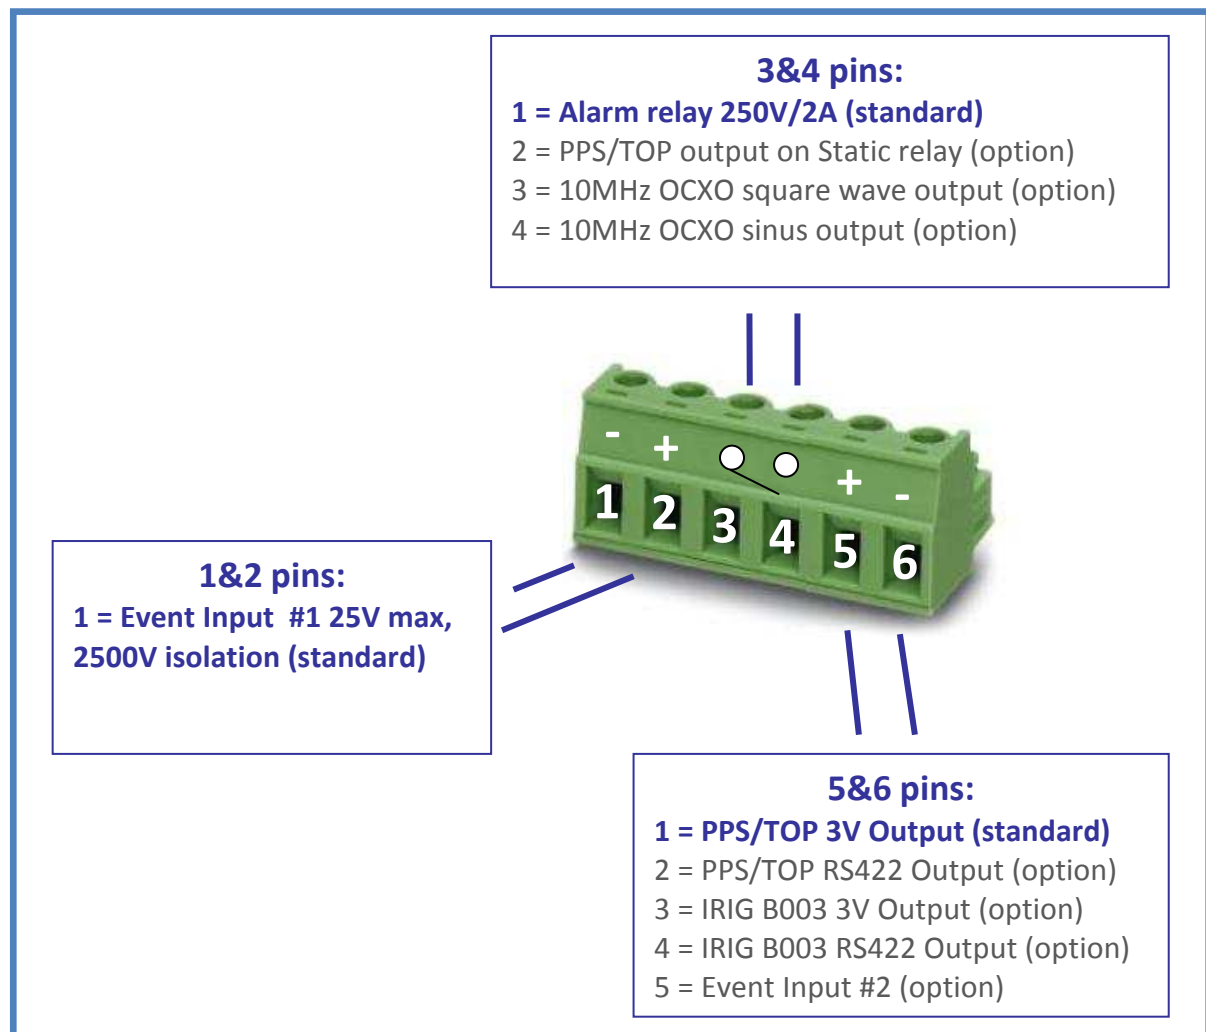 3&4 pins:
1 = Alarm relay 250V/2A (standard)
2 = PPS/TOP output on Static relay (option)
3 = 10MHz OCXO square wave output (option)
4 = 10MHz OCXO sinus output (option)
- + + -
1 2 3 4 5 6
1&2 pins:
1 = Event Input #1 25V max,
2500V isolation (standard)
5&6 pins:
1 = PPS/TOP 3V Output (standard)
2 = PPS/TOP RS422 Output (option)
3 = IRIG B003 3V Output (option)
4 = IRIG B003 RS422 Output (option)
5 = Event Input #2 (option)